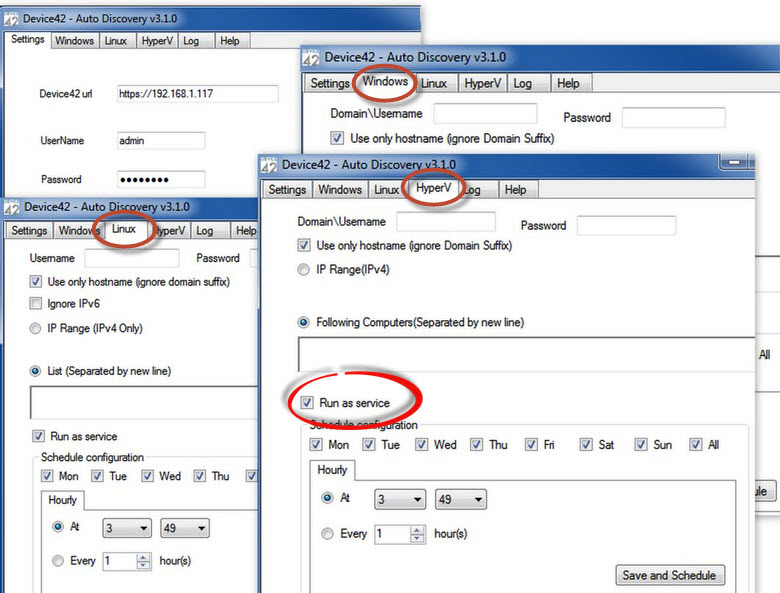 42 Device42 - Auto Discovery v3.1.0
Settings Windows Linux HyperV Log Help
Device42 url https://192.168.1.117
UserName admin
Password ●●●●●●●●
42 Device42 - Auto Discovery v3.1.0
Settings Windows Linux HyperV Log Help
Domain\Username Password
Use only hostname (ignore Domain Suffix)
All
42 Device42 - Auto Discovery v3.1.0
Settings Windows Linux HyperV Log Help
Username Password
Use only hostname (ignore domain suffix)
Ignore IPv6
IP Range (IPv4 Only)
List (Separated by new line)
Run as service
Schedule configuration
Mon Tue Wed Thu
Hourly
At 3 49
Every 1 hour(s)
42 Device42 - Auto Discovery v3.1.0
Settings Windows Linux HyperV Log Help
Domain\Username Password
Use only hostname (ignore Domain Suffix)
IP Range(IPv4)
Following Computers(Separated by new line)
Run as service
Schedule configuration
Mon Tue Wed Thu Fri Sat Sun All
Hourly
At 3 49
Every 1 hour(s)
Save and Schedule